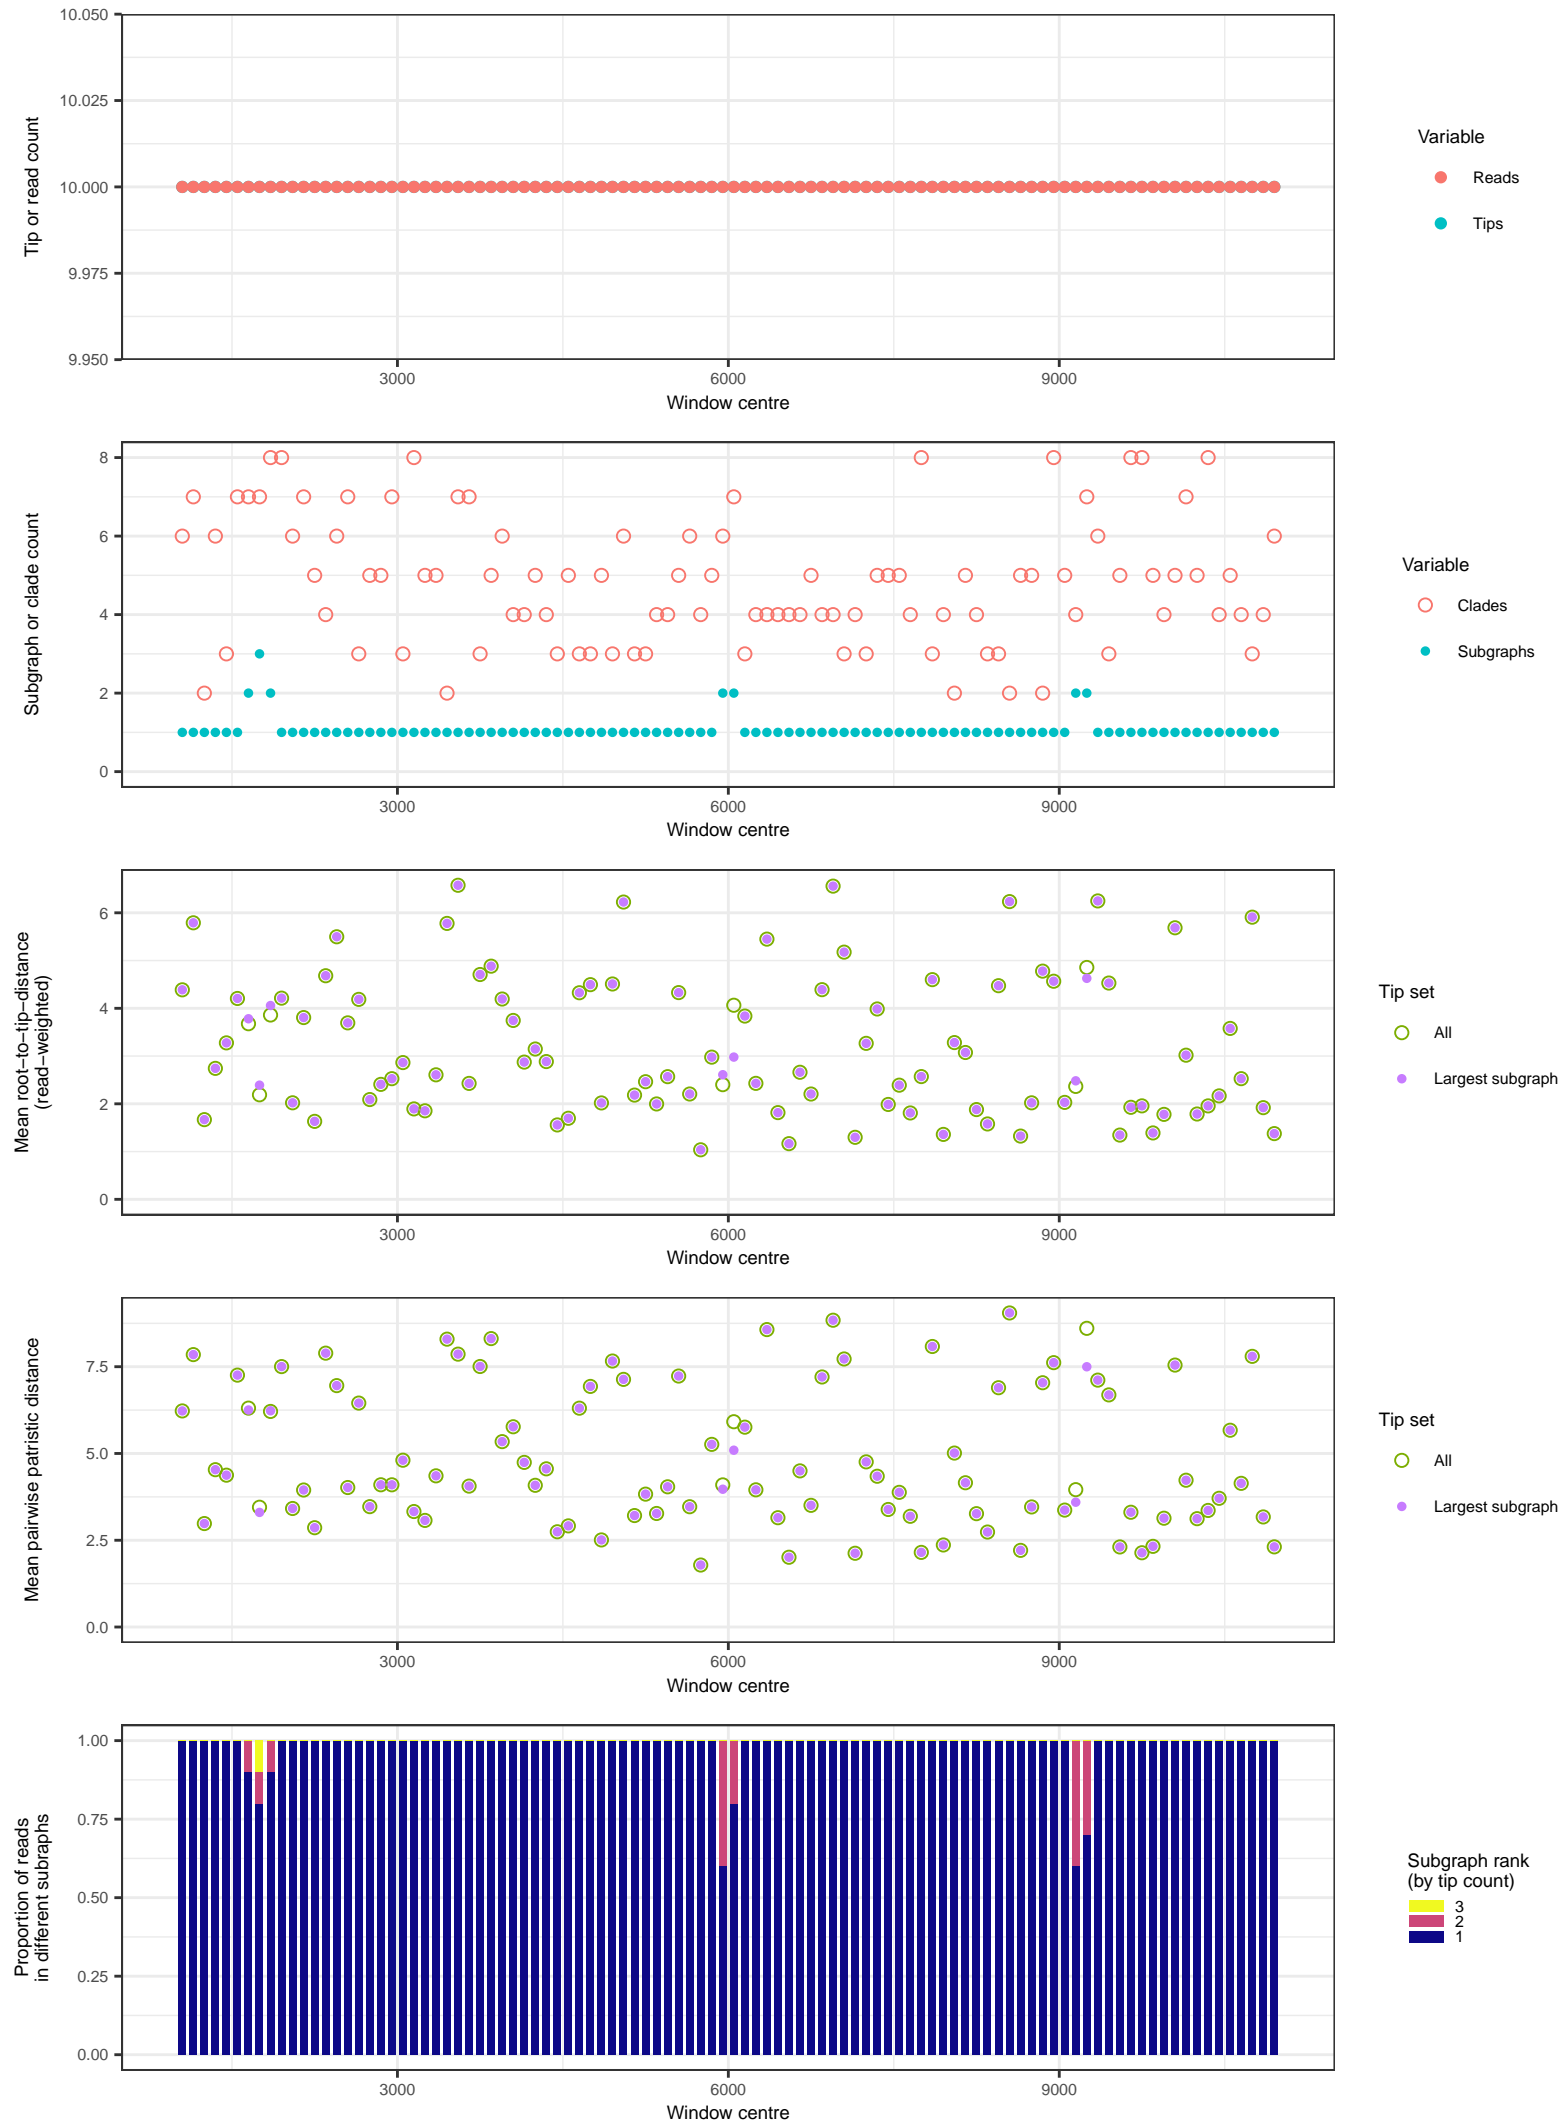 10.050
10.025
10.000
9.975
9.950
Tip or read count
3000
6000
9000
Window centre
Variable
Reads
Tips
8
6
4
2
0
Subgraph or clade count
3000
6000
9000
Window centre
Variable
Clades
Subgraphs
6
4
2
0
Mean root−to−tip−distance
(read−weighted)
3000
6000
9000
Window centre
Tip set
All
Largest subgraph
7.5
5.0
2.5
0.0
Mean pairwise patristic distance
3000
6000
9000
Window centre
Tip set
All
Largest subgraph
1.00
0.75
0.50
0.25
0.00
Proportion of reads
in different subraphs
3000
6000
9000
Window centre
Subgraph rank
(by tip count)
3
2
1